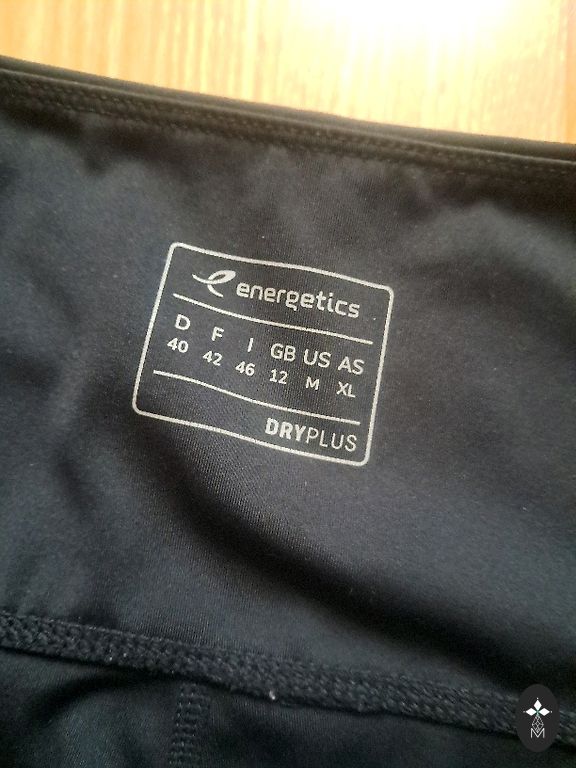 energetics
D F I GB US AS
40 42 46 12 M XL
DRYPLUS
M